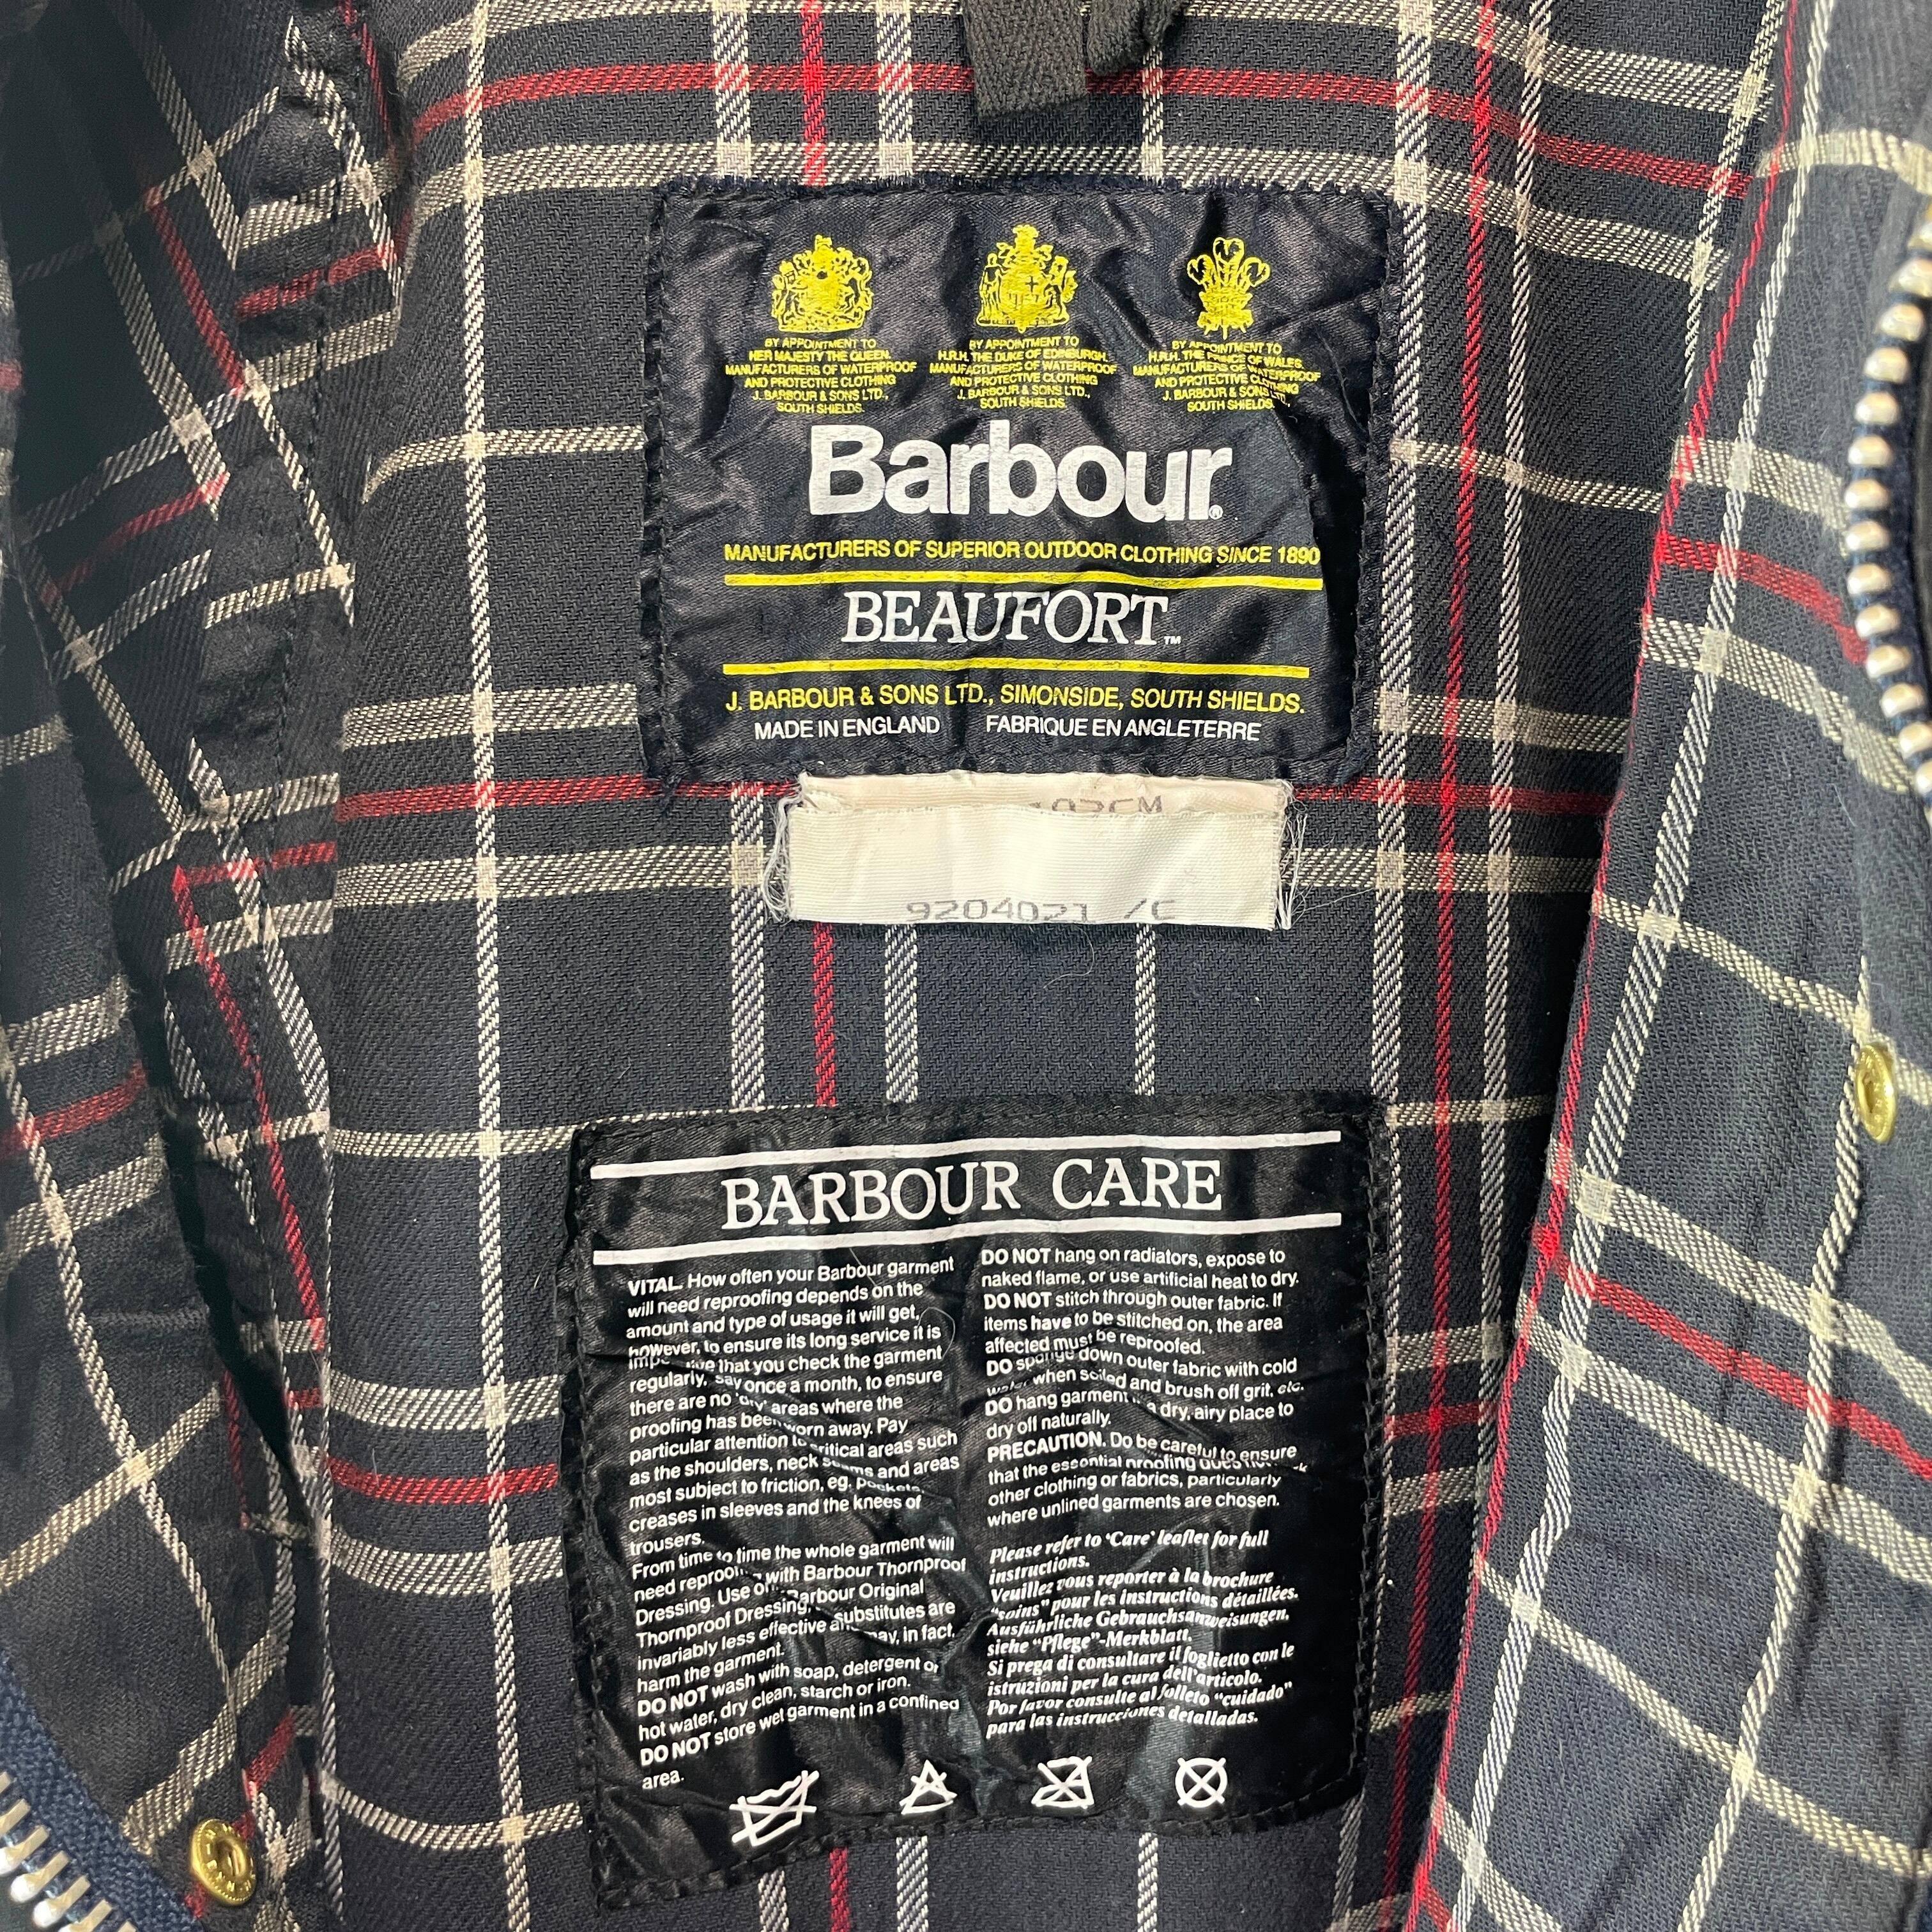 BY APPOINTMENT TO
HER MAJESTY THE QUEEN.
MANUFACTURERS OF WATERPROOF
AND PROTECTIVE CLOTHING
J. BARBOUR & SONS LTD.,
SOUTH SHIELDS.
BY APPOINTMENT TO
H.R.H. THE DUKE OF EDINBURGH.
MANUFACTURERS OF WATERPROOF
AND PROTECTIVE CLOTHING
J. BARBOUR & SONS LTD.,
SOUTH SHIELDS.
BY APPOINTMENT TO
H.R.H. THE PRINCE OF WALES.
MANUFACTURERS OF WATERPROOF
AND PROTECTIVE CLOTHING
J. BARBOUR & SONS LTD.,
SOUTH SHIELDS.
Barbour®
MANUFACTURERS OF SUPERIOR OUTDOOR CLOTHING SINCE 1890
BEAUFORT™
J. BARBOUR & SONS LTD., SIMONSIDE, SOUTH SHIELDS.
MADE IN ENGLAND FABRIQUE EN ANGLETERRE
102CM
9204021 /C
BARBOUR CARE
VITAL. How often your Barbour garment
will need reproofing depends on the
amount and type of usage it will get,
however, to ensure its long service it is
that you check the garment
regularly, say once a month, to ensure
there are no 'dry' areas where the
proofing has been worn away. Pay
particular attention to critical areas such
as the shoulders, neck seams and areas
most subject to friction, eg. pockets,
creases in sleeves and the knees of
trousers.
From time to time the whole garment will
need reproofing with Barbour Thornproof
Dressing. Use only Barbour Original
Thornproof Dressing, substitutes are
invariably less effective and may, in fact,
harm the garment.
DO NOT wash with soap, detergent or
hot water, dry clean, starch or iron.
DO NOT store wet garment in a confined
area.
DO NOT hang on radiators, expose to
naked flame, or use artificial heat to dry.
DO NOT stitch through outer fabric. If
items have to be stitched on, the area
affected must be reproofed.
DO sponge down outer fabric with cold
water when soiled and brush off grit, etc.
DO hang garment in a dry, airy place to
dry off naturally.
PRECAUTION. Do be careful to ensure
that the essential proofing does not
other clothing or fabrics, particularly
where unlined garments are chosen.
Please refer to 'Care' leaflet for full
instructions.
Veuillez vous reporter à la brochure
"soins" pour les instructions détaillées.
Ausführliche Gebrauchsanweisungen,
siehe "Pflege"-Merkblatt.
Si prega di consultare il foglietto con le
istruzioni per la cura dell'articolo.
Por favor consulte al folleto "cuidado"
para las instrucciones detalladas.